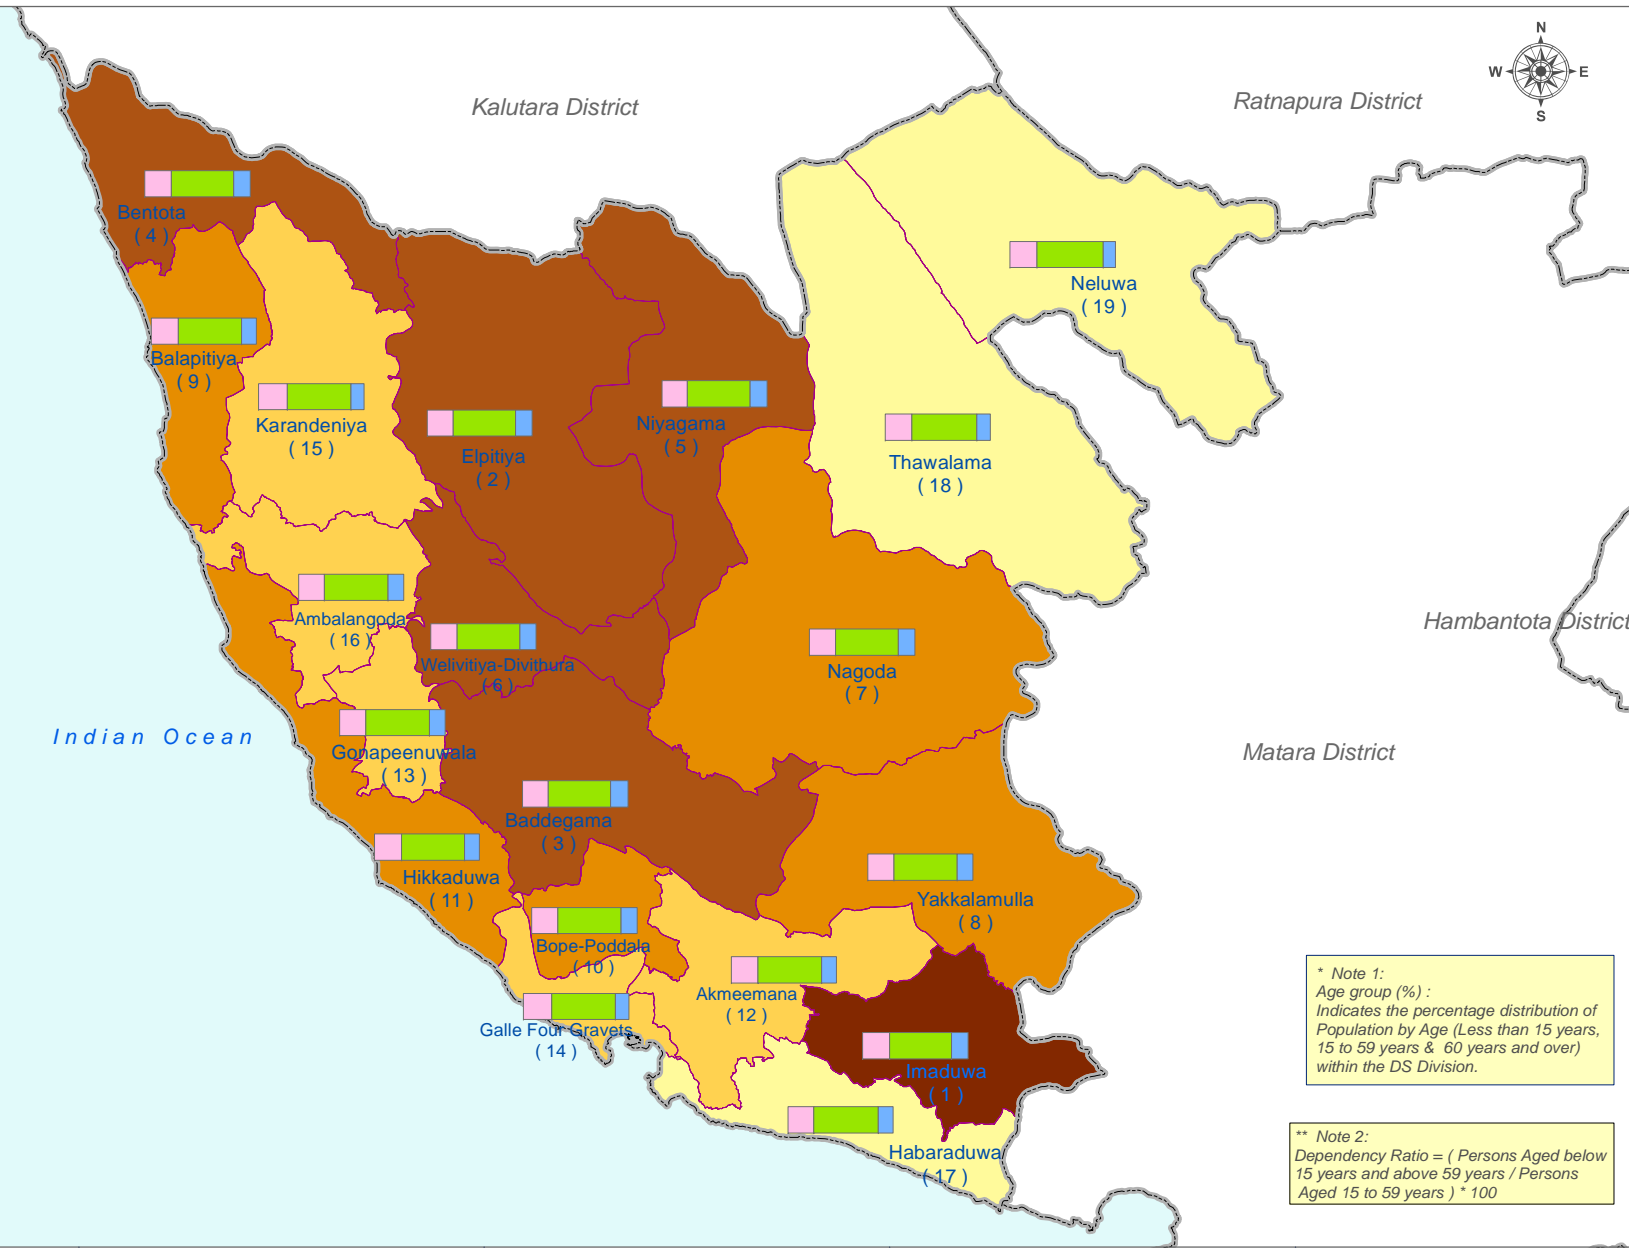 N
W E
S
Kalutara District
Ratnapura District
Bentota
( 4 )
Neluwa
( 19 )
Balapitiya
( 9 )
Karandeniya
( 15 )
Elpitiya
( 2 )
Niyagama
( 5 )
Thawalama
( 18 )
Ambalangoda
( 16 )
Welivitiya-Divithura
( 6 )
Nagoda
( 7 )
Hambantota District
Indian Ocean
Gonapeenuwala
( 13 )
Matara District
Baddegama
( 3 )
Hikkaduwa
( 11 )
Yakkalamulla
( 8 )
Bope-Poddala
( 10 )
Akmeemana
( 12 )
Galle Four Gravets
( 14 )
Imaduwa
( 1 )
Habaraduwa
( 17 )
* Note 1:
Age group (%) :
Indicates the percentage distribution of
Population by Age (Less than 15 years,
15 to 59 years & 60 years and over)
within the DS Division.
** Note 2:
Dependency Ratio = ( Persons Aged below
15 years and above 59 years / Persons
Aged 15 to 59 years ) * 100